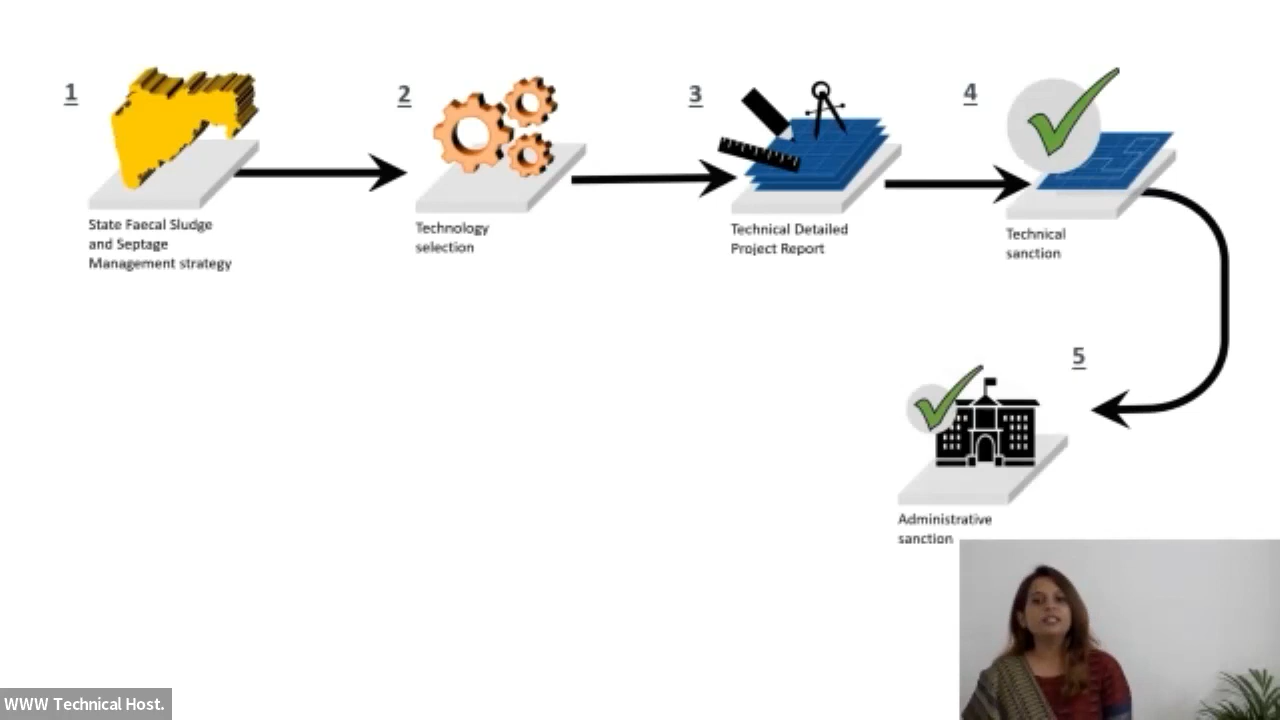 1
State Faecal Sludge
and Septage
Management strategy
2
Technology
selection
3
Technical Detailed
Project Report
4
Technical
sanction
5
Administrative
sanction
WWW Technical Host.